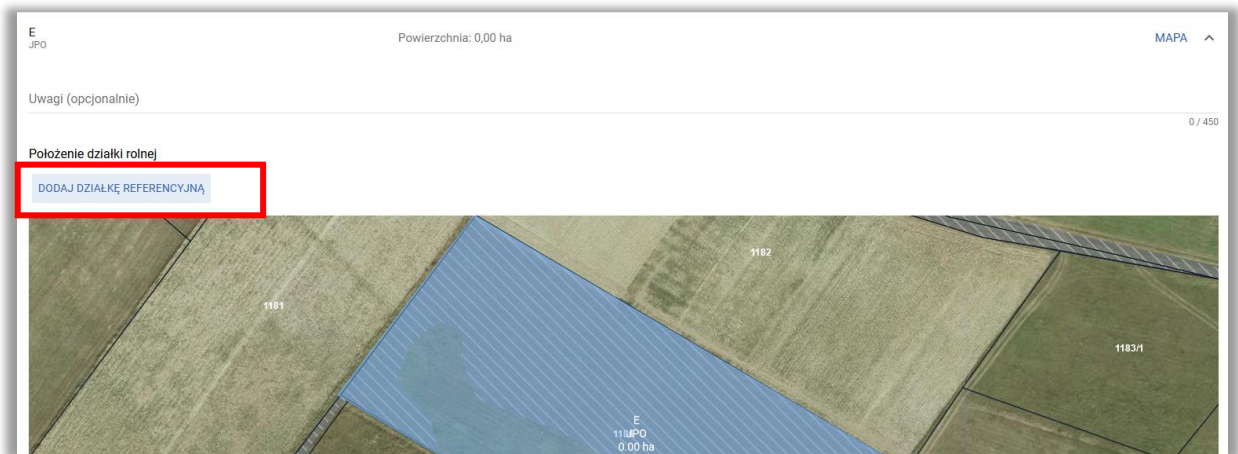 E
JPO
Powierzchnia: 0,00 ha
MAPA
Uwagi (opcjonalnie)
0 / 450
Położenie działki rolnej
DODAJ DZIAŁKĘ REFERENCYJNĄ
1182
1181
1183/1
E
JPO
0.00 ha